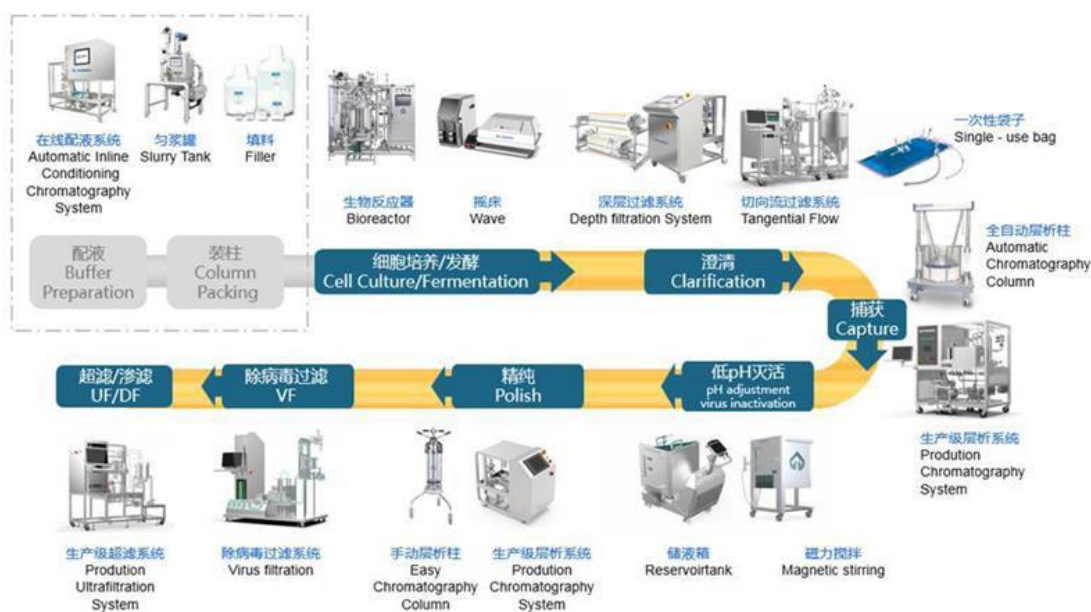 在线配液系统
Automatic Inline
Conditioning
Chromatography
System
匀浆罐
Slurry Tank
填料
Filler
生物反应器
Bioreactor
摇床
Wave
深层过滤系统
Depth filtration System
切向流过滤系统
Tangential Flow
一次性袋子
Single - use bag
全自动层析柱
Automatic
Chromatography
Column
配液
Buffer
Preparation
装柱
Column
Packing
细胞培养/发酵
Cell Culture/Fermentation
澄清
Clarification
捕获
Capture
低pH灭活
pH adjustment
virus inactivation
精纯
Polish
除病毒过滤
VF
超滤/渗滤
UF/DF
生产级层析系统
Prodution
Chromatography
System
生产级超滤系统
Prodution
Ultrafiltration
System
除病毒过滤系统
Virus filtration
手动层析柱
Easy
Chromatography
Column
生产级层析系统
Prodution
Chromatography
System
储液箱
Reservoirtank
磁力搅拌
Magnetic stirring